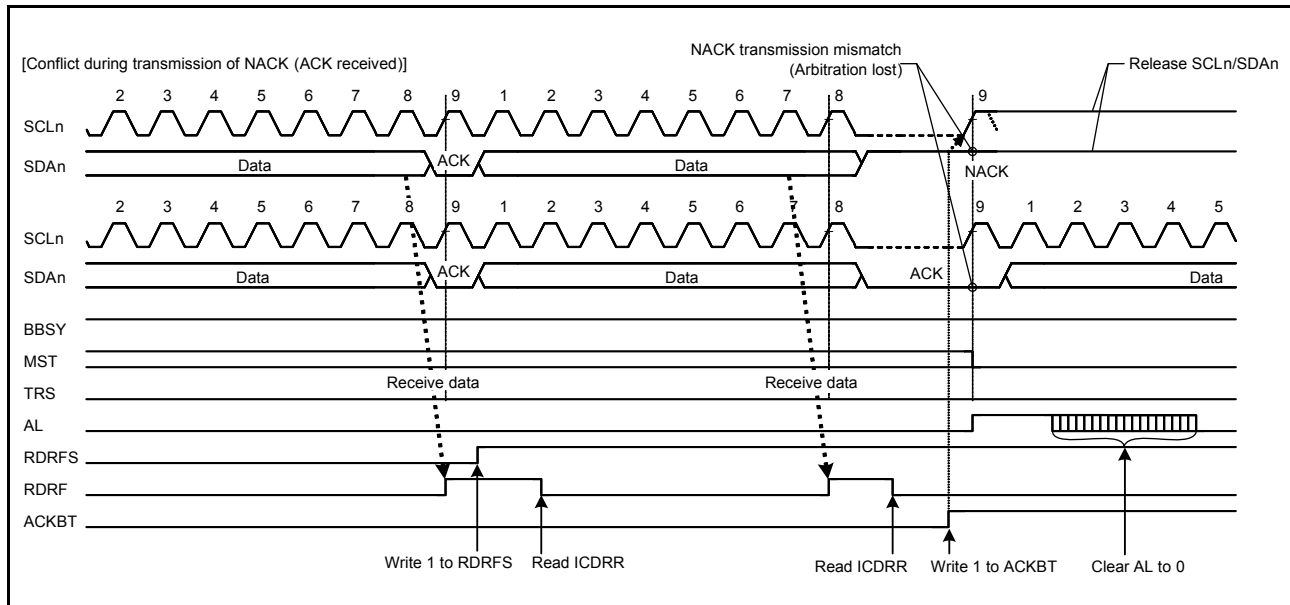 [Conflict during transmission of NACK (ACK received)]
NACK transmission mismatch
(Arbitration lost)
Release SCLn/SDAn
2 3 4 5 6 7 8 9 1 2 3 4 5 6 7 8 9
SCLn
SDAn
Data ACK Data NACK
2 3 4 5 6 7 8 9 1 2 3 4 5 6 7 8 9 1 2 3 4 5
SCLn
SDAn
Data ACK Data ACK Data
BBSY
MST
Receive data Receive data
TRS
AL
RDRFS
RDRF
ACKBT
Write 1 to RDRFS Read ICDRR Read ICDRR Write 1 to ACKBT Clear AL to 0